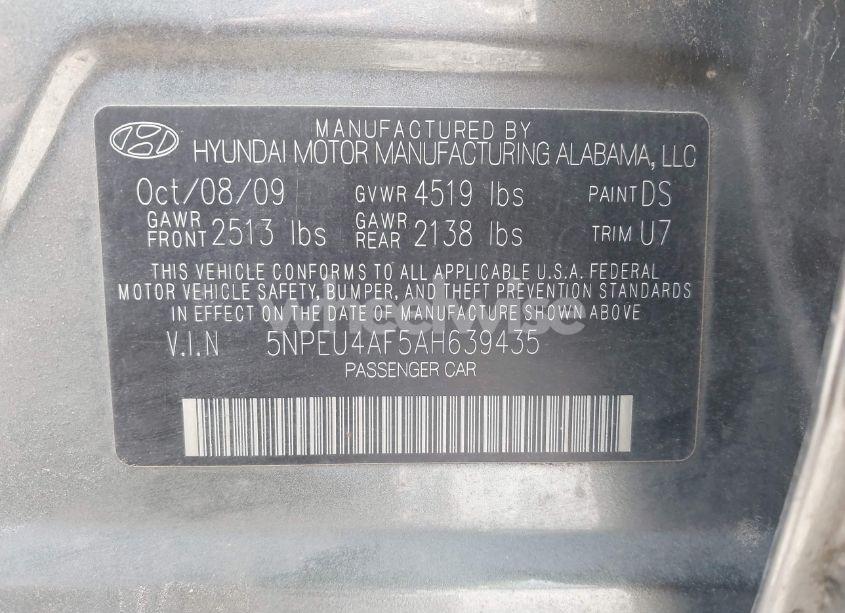 MANUFACTURED BY
HYUNDAI MOTOR MANUFACTURING ALABAMA, LLC
Oct/08/09 GVWR 4519 lbs PAINT DS
GAWR FRONT 2513 lbs GAWR REAR 2138 lbs TRIM U7
THIS VEHICLE CONFORMS TO ALL APPLICABLE U.S.A. FEDERAL
MOTOR VEHICLE SAFETY, BUMPER, AND THEFT PREVENTION STANDARDS
IN EFFECT ON THE DATE OF MANUFACTURE SHOWN ABOVE.
wheelwise
V.I.N 5NPEU4AF5AH639435
PASSENGER CAR